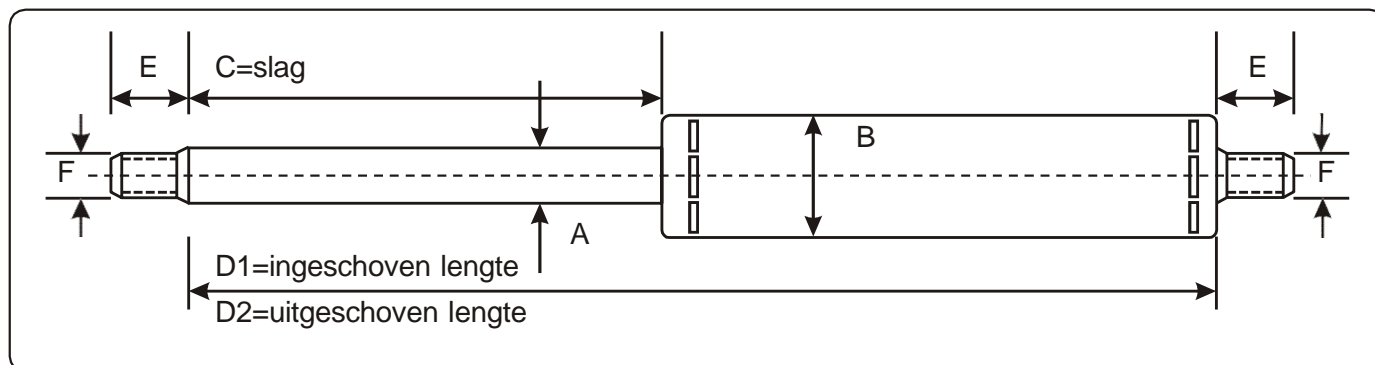 E
C=slag
E
B
F
F
A
D1=ingeschoven lengte
D2=uitgeschoven lengte